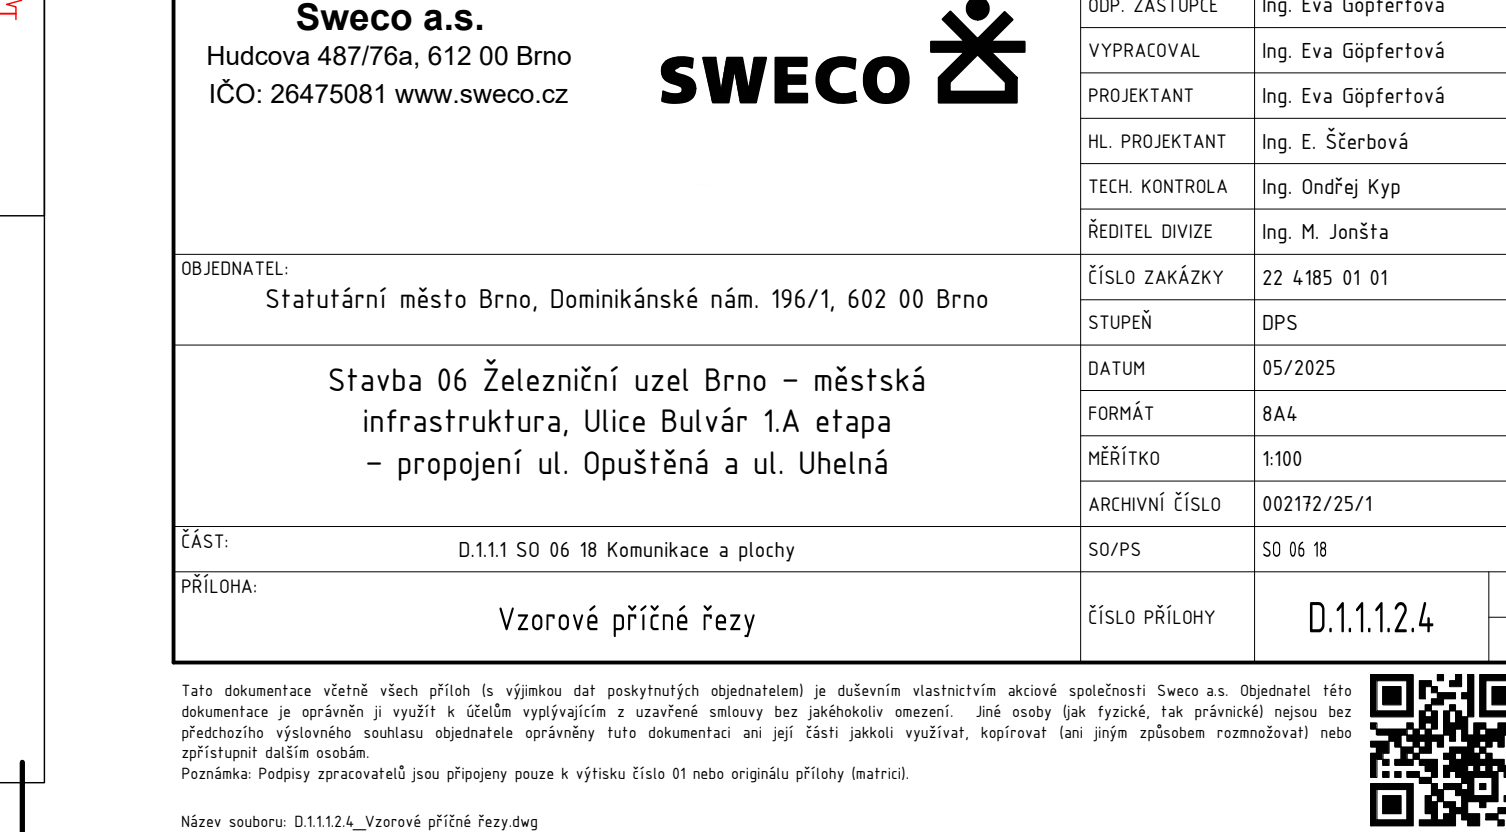 Sweco a.s.
Hudcova 487/76a, 612 00 Brno
IČO: 26475081 www.sweco.cz
SWECO
ODP. ZÁSTUPCE Ing. Eva Göpfertová
VYPRACOVAL Ing. Eva Göpfertová
PROJEKTANT Ing. Eva Göpfertová
HL. PROJEKTANT Ing. E. Ščerbová
TECH. KONTROLA Ing. Ondřej Kyp
ŘEDITEL DIVIZE Ing. M. Jonšta
OBJEDNATEL:
Statutární město Brno, Dominikánské nám. 196/1, 602 00 Brno
ČÍSLO ZAKÁZKY 22 4185 01 01
STUPEŇ DPS
Stavba 06 Železniční uzel Brno – městská
infrastruktura, Ulice Bulvár 1.A etapa
– propojení ul. Opuštěná a ul. Uhelná
DATUM 05/2025
FORMÁT 8A4
MĚŘÍTKO 1:100
ARCHIVNÍ ČÍSLO 002172/25/1
ČÁST:
D.1.1.1 SO 06 18 Komunikace a plochy
SO/PS SO 06 18
PŘÍLOHA:
Vzorové příčné řezy
ČÍSLO PŘÍLOHY D.1.1.1.2.4
Tato dokumentace včetně všech příloh (s výjimkou dat poskytnutých objednatelem) je duševním vlastnictvím akciové společnosti Sweco a.s. Objednatel této
dokumentace je oprávněn ji využít k účelům vyplývajícím z uzavřené smlouvy bez jakéhokoliv omezení. Jiné osoby (jak fyzické, tak právnické) nejsou bez
předchozího výslovného souhlasu objednatele oprávněny tuto dokumentaci ani její části jakkoli využívat, kopírovat (ani jiným způsobem rozmnožovat) nebo
zpřístupnit dalším osobám.
Poznámka: Podpisy zpracovatelů jsou připojeny pouze k výtisku číslo 01 nebo originálu přílohy (matrici).
Název souboru: D.1.1.1.2.4_Vzorové příčné řezy.dwg